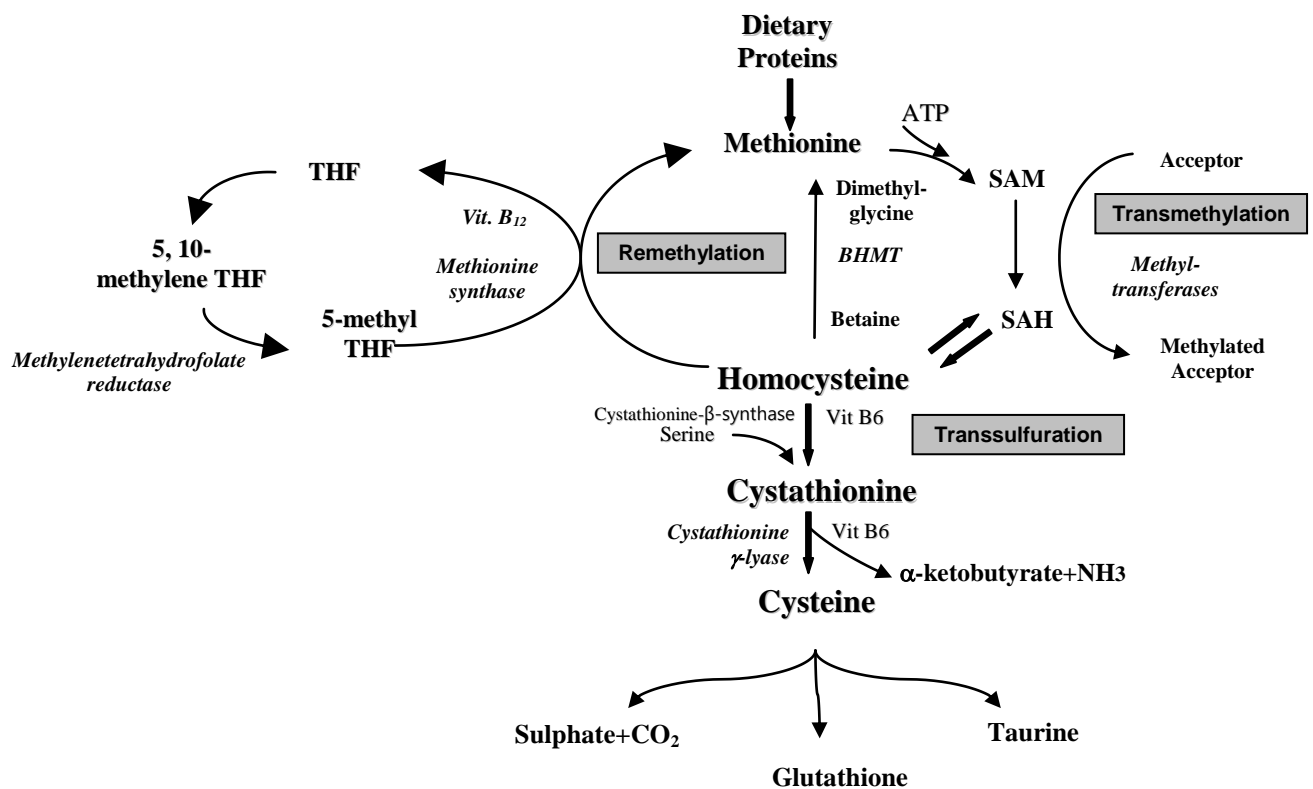 Dietary
Proteins
ATP
Methionine
THF
Acceptor
SAM
Dimethyl-
glycine
Transmethylation
Vit. B12
5, 10-
methylene THF
Remethylation
BHMT
Methionine
synthase
Methyl-
transferases
5-methyl
THF
Betaine
SAH
Methylenetetrahydrofolate
reductase
Methylated
Acceptor
Homocysteine
Cystathionine-β-synthase
Serine
Vit B6
Transsulfuration
Cystathionine
Cystathionine
γ-lyase
Vit B6
α-ketobutyrate+NH3
Cysteine
Sulphate+CO2
Taurine
Glutathione